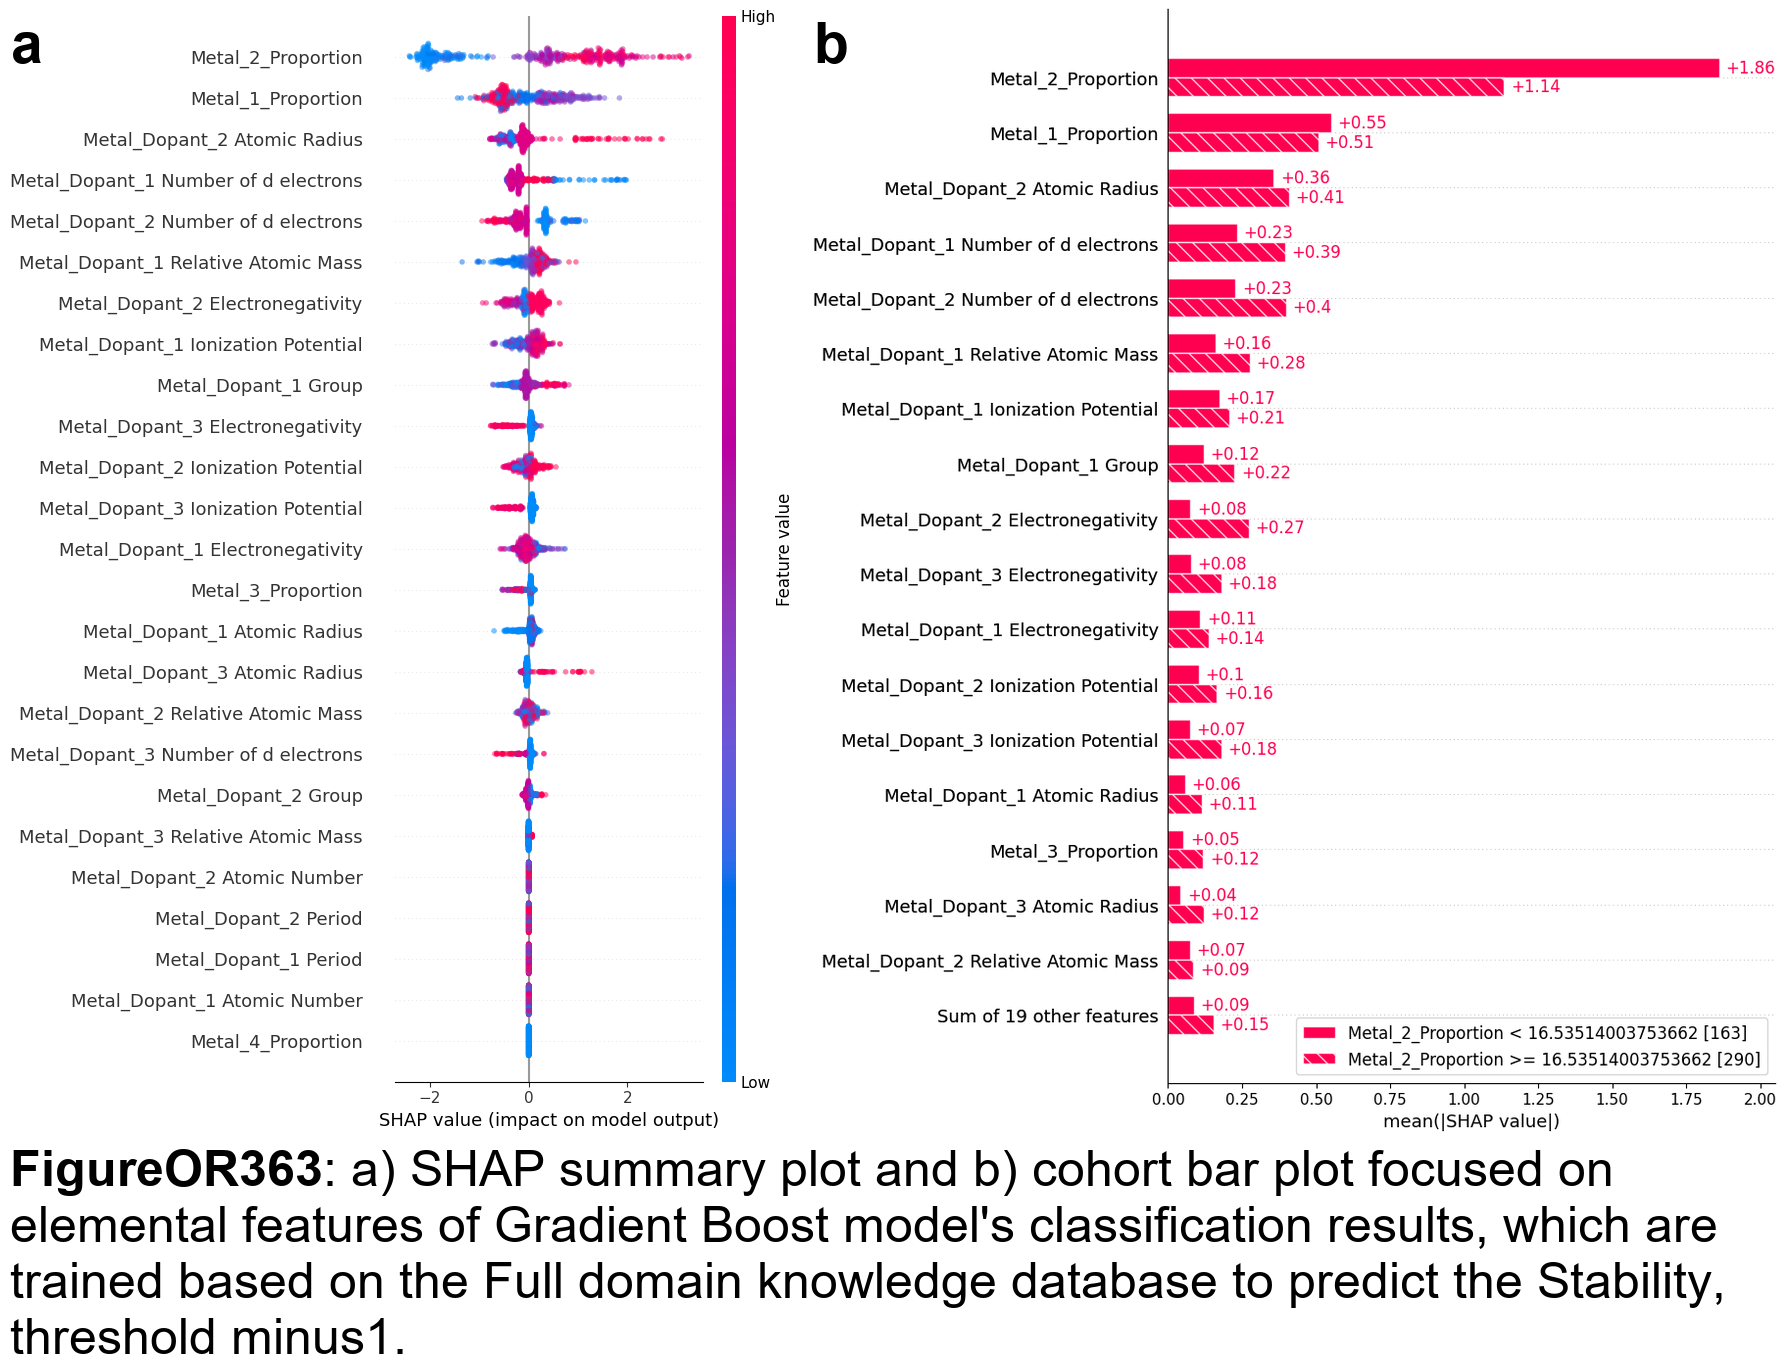 a
High
Metal_2_Proportion
Metal_1_Proportion
Metal_Dopant_2 Atomic Radius
Metal_Dopant_1 Number of d electrons
Metal_Dopant_2 Number of d electrons
Metal_Dopant_1 Relative Atomic Mass
Metal_Dopant_2 Electronegativity
Metal_Dopant_1 Ionization Potential
Metal_Dopant_1 Group
Metal_Dopant_3 Electronegativity
Metal_Dopant_2 Ionization Potential
Metal_Dopant_3 Ionization Potential
Metal_Dopant_1 Electronegativity
Metal_3_Proportion
Metal_Dopant_1 Atomic Radius
Metal_Dopant_3 Atomic Radius
Metal_Dopant_2 Relative Atomic Mass
Metal_Dopant_3 Number of d electrons
Metal_Dopant_2 Group
Metal_Dopant_3 Relative Atomic Mass
Metal_Dopant_2 Atomic Number
Metal_Dopant_2 Period
Metal_Dopant_1 Period
Metal_Dopant_1 Atomic Number
Metal_4_Proportion
Low
−2 0 2
SHAP value (impact on model output)
Feature value
b
Metal_2_Proportion
+1.86
+1.14
Metal_1_Proportion
+0.55
+0.51
Metal_Dopant_2 Atomic Radius
+0.36
+0.41
Metal_Dopant_1 Number of d electrons
+0.23
+0.39
Metal_Dopant_2 Number of d electrons
+0.23
+0.4
Metal_Dopant_1 Relative Atomic Mass
+0.16
+0.28
Metal_Dopant_1 Ionization Potential
+0.17
+0.21
Metal_Dopant_1 Group
+0.12
+0.22
Metal_Dopant_2 Electronegativity
+0.08
+0.27
Metal_Dopant_3 Electronegativity
+0.08
+0.18
Metal_Dopant_1 Electronegativity
+0.11
+0.14
Metal_Dopant_2 Ionization Potential
+0.1
+0.16
Metal_Dopant_3 Ionization Potential
+0.07
+0.18
Metal_Dopant_1 Atomic Radius
+0.06
+0.11
Metal_3_Proportion
+0.05
+0.12
Metal_Dopant_3 Atomic Radius
+0.04
+0.12
Metal_Dopant_2 Relative Atomic Mass
+0.07
+0.09
Sum of 19 other features
+0.09
+0.15
Metal_2_Proportion < 16.53514003753662 [163]
Metal_2_Proportion >= 16.53514003753662 [290]
0.00 0.25 0.50 0.75 1.00 1.25 1.50 1.75 2.00
mean(|SHAP value|)
FigureOR363: a) SHAP summary plot and b) cohort bar plot focused on
elemental features of Gradient Boost model's classification results, which are
trained based on the Full domain knowledge database to predict the Stability,
threshold minus1.